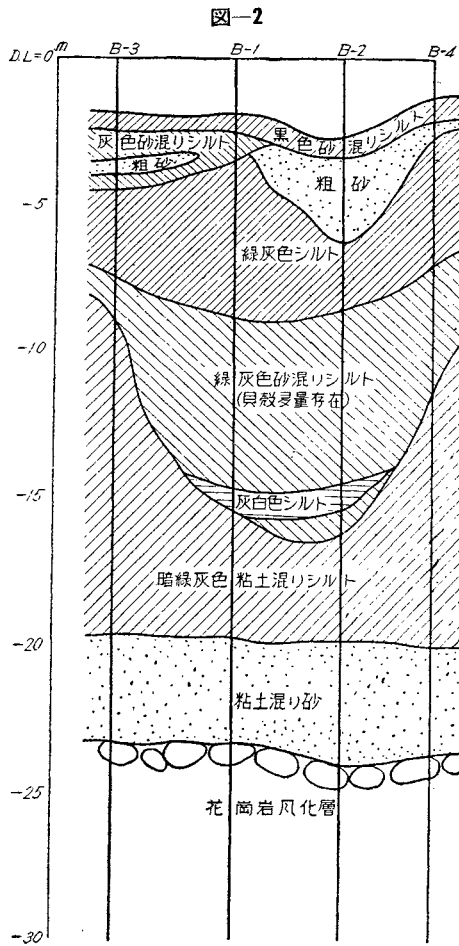 図—2
D.L=0 m B-3 B-1 B-2 B-4
黒色砂混りシルト
灰色砂混りシルト
粗砂
粗砂
-5
緑灰色シルト
-10
緑灰色砂混りシルト
(貝殻多量存在)
-15
灰白色シルト
暗緑灰色粘土混りシルト
-20
粘土混り砂
-25
花崗岩風化層
-30